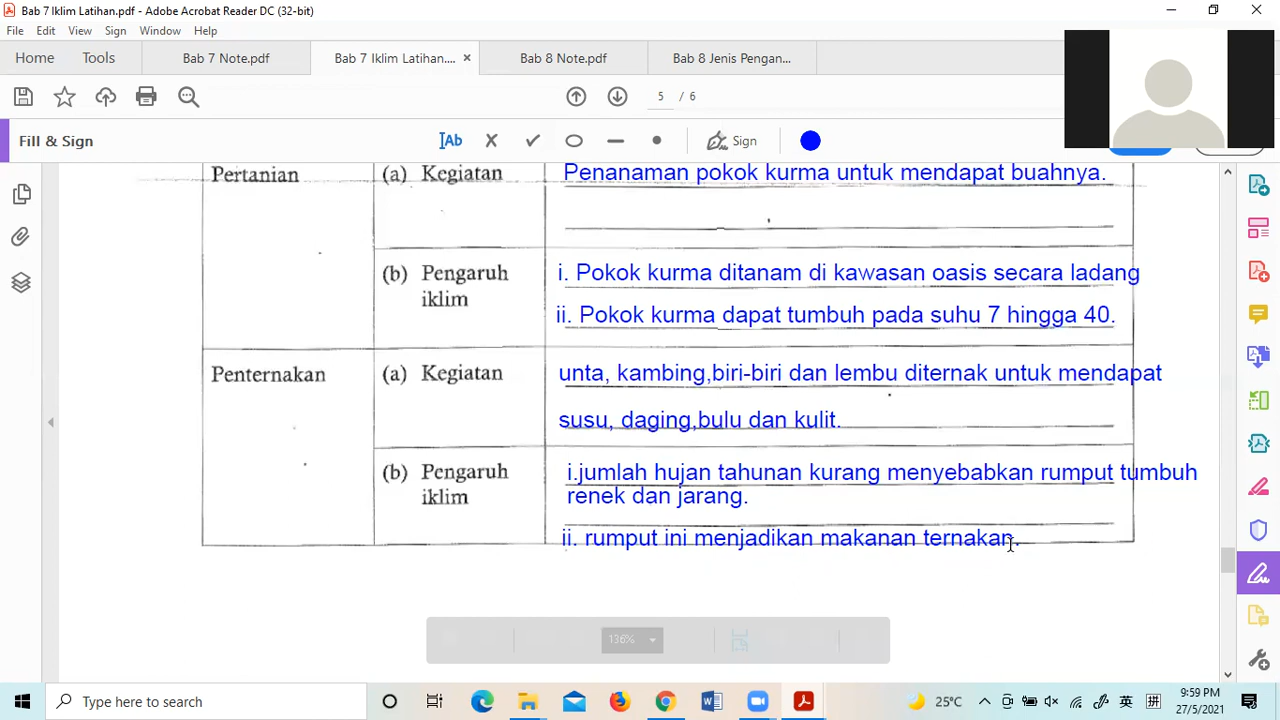 Bab 7 Iklim Latihan.pdf - Adobe Acrobat Reader DC (32-bit)
File Edit View Sign Window Help
Home Tools Bab 7 Note.pdf Bab 7 Iklim Latihan.... × Bab 8 Note.pdf Bab 8 Jenis Pengan...
5 / 6
Fill & Sign Ab Sign
Pertanian (a) Kegiatan Penanaman pokok kurma untuk mendapat buahnya.
(b) Pengaruh iklim
i. Pokok kurma ditanam di kawasan oasis secara ladang
ii. Pokok kurma dapat tumbuh pada suhu 7 hingga 40.
Penternakan (a) Kegiatan unta, kambing,biri-biri dan lembu diternak untuk mendapat
susu, daging,bulu dan kulit.
(b) Pengaruh iklim
i.jumlah hujan tahunan kurang menyebabkan rumput tumbuh
renek dan jarang.
ii. rumput ini menjadikan makanan ternakan.
136%
Type here to search 25°C 英 拼 9:59 PM
27/5/2021